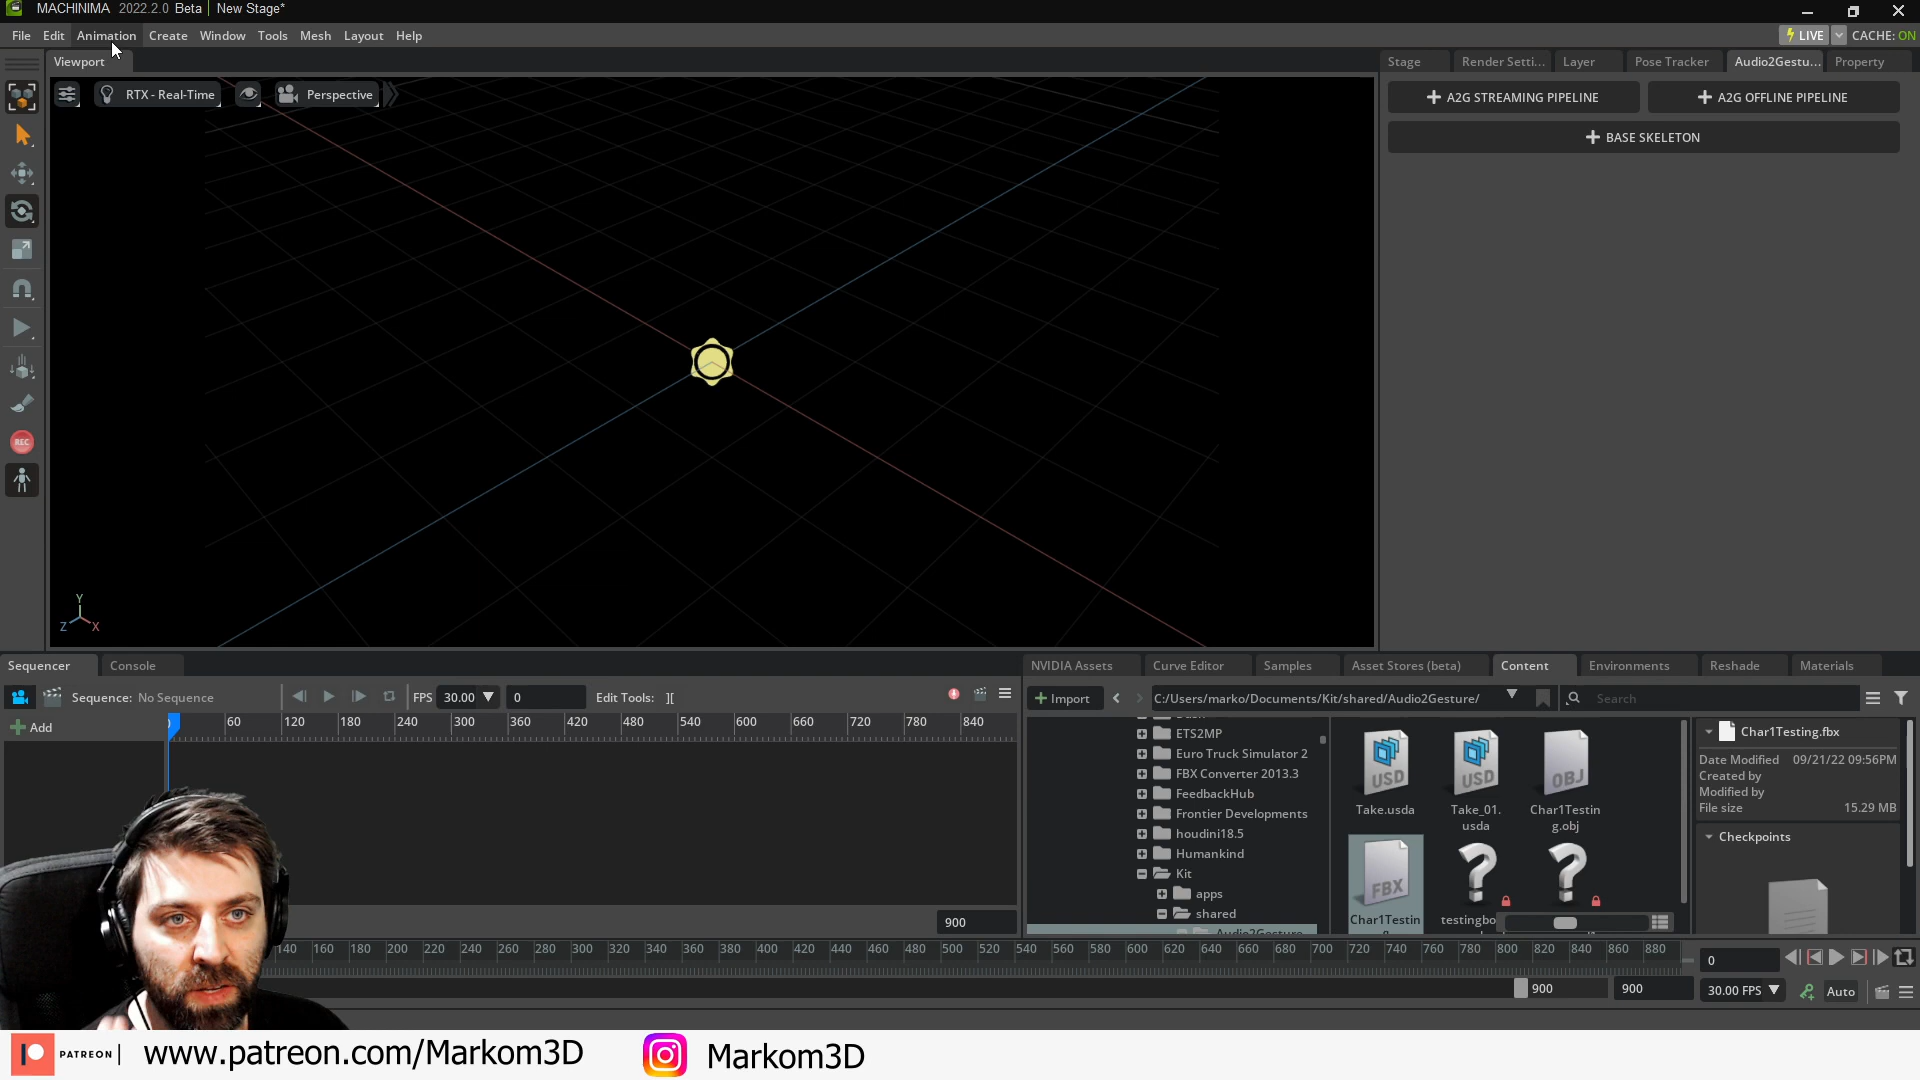 MACHINIMA 2022.2.0 Beta New Stage*
File Edit Animation Create Window Tools Mesh Layout Help
LIVE CACHE: ON
Viewport
Stage Render Setti... Layer Pose Tracker Audio2Gestu... Property
RTX - Real-Time Perspective
A2G STREAMING PIPELINE A2G OFFLINE PIPELINE
BASE SKELETON
REC
Y
Z X
Sequencer Console
NVIDIA Assets Curve Editor Samples Asset Stores (beta) Content Environments Reshade Materials
Sequence: No Sequence FPS 30.00 0 Edit Tools: ][
Import C:/Users/marko/Documents/Kit/shared/Audio2Gesture/ Search
Add 60 120 180 240 300 360 420 480 540 600 660 720 780 840
ETS2MP
Euro Truck Simulator 2
FBX Converter 2013.3
FeedbackHub
Frontier Developments
houdini18.5
Humankind
Kit
apps
shared
Audio2Gesture
USD USD OBJ
Take.usda Take_01. Char1Testin
usda g.obj
FBX ? ?
Char1Testin testingbo
Char1Testing.fbx
Date Modified 09/21/22 09:56PM
Created by
Modified by
File size 15.29 MB
Checkpoints
900
140 160 180 200 220 240 260 280 300 320 340 360 380 400 420 440 460 480 500 520 540 560 580 600 620 640 660 680 700 720 740 760 780 800 820 840 860 880 0
900 900 30.00 FPS Auto
PATREON www.patreon.com/Markom3D Markom3D